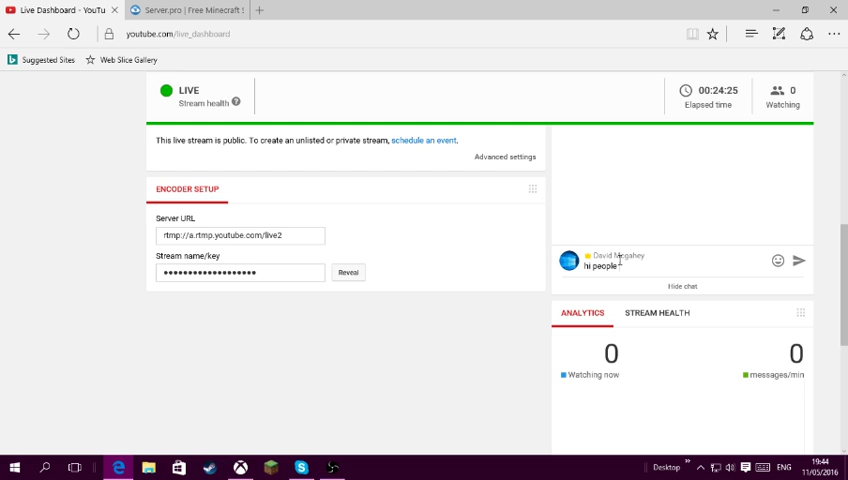 Live Dashboard - YouTu
Server.pro | Free Minecraft S
youtube.com/live_dashboard
Suggested Sites
Web Slice Gallery
LIVE
Stream health
00:24:25
Elapsed time
0
Watching
This live stream is public. To create an unlisted or private stream, schedule an event.
Advanced settings
ENCODER SETUP
Server URL
rtmp://a.rtmp.youtube.com/live2
Stream name/key
Reveal
David Mcgahey
hi people
Hide chat
ANALYTICS
STREAM HEALTH
0
Watching now
0
messages/min
Desktop
ENG
19:44
11/05/2016